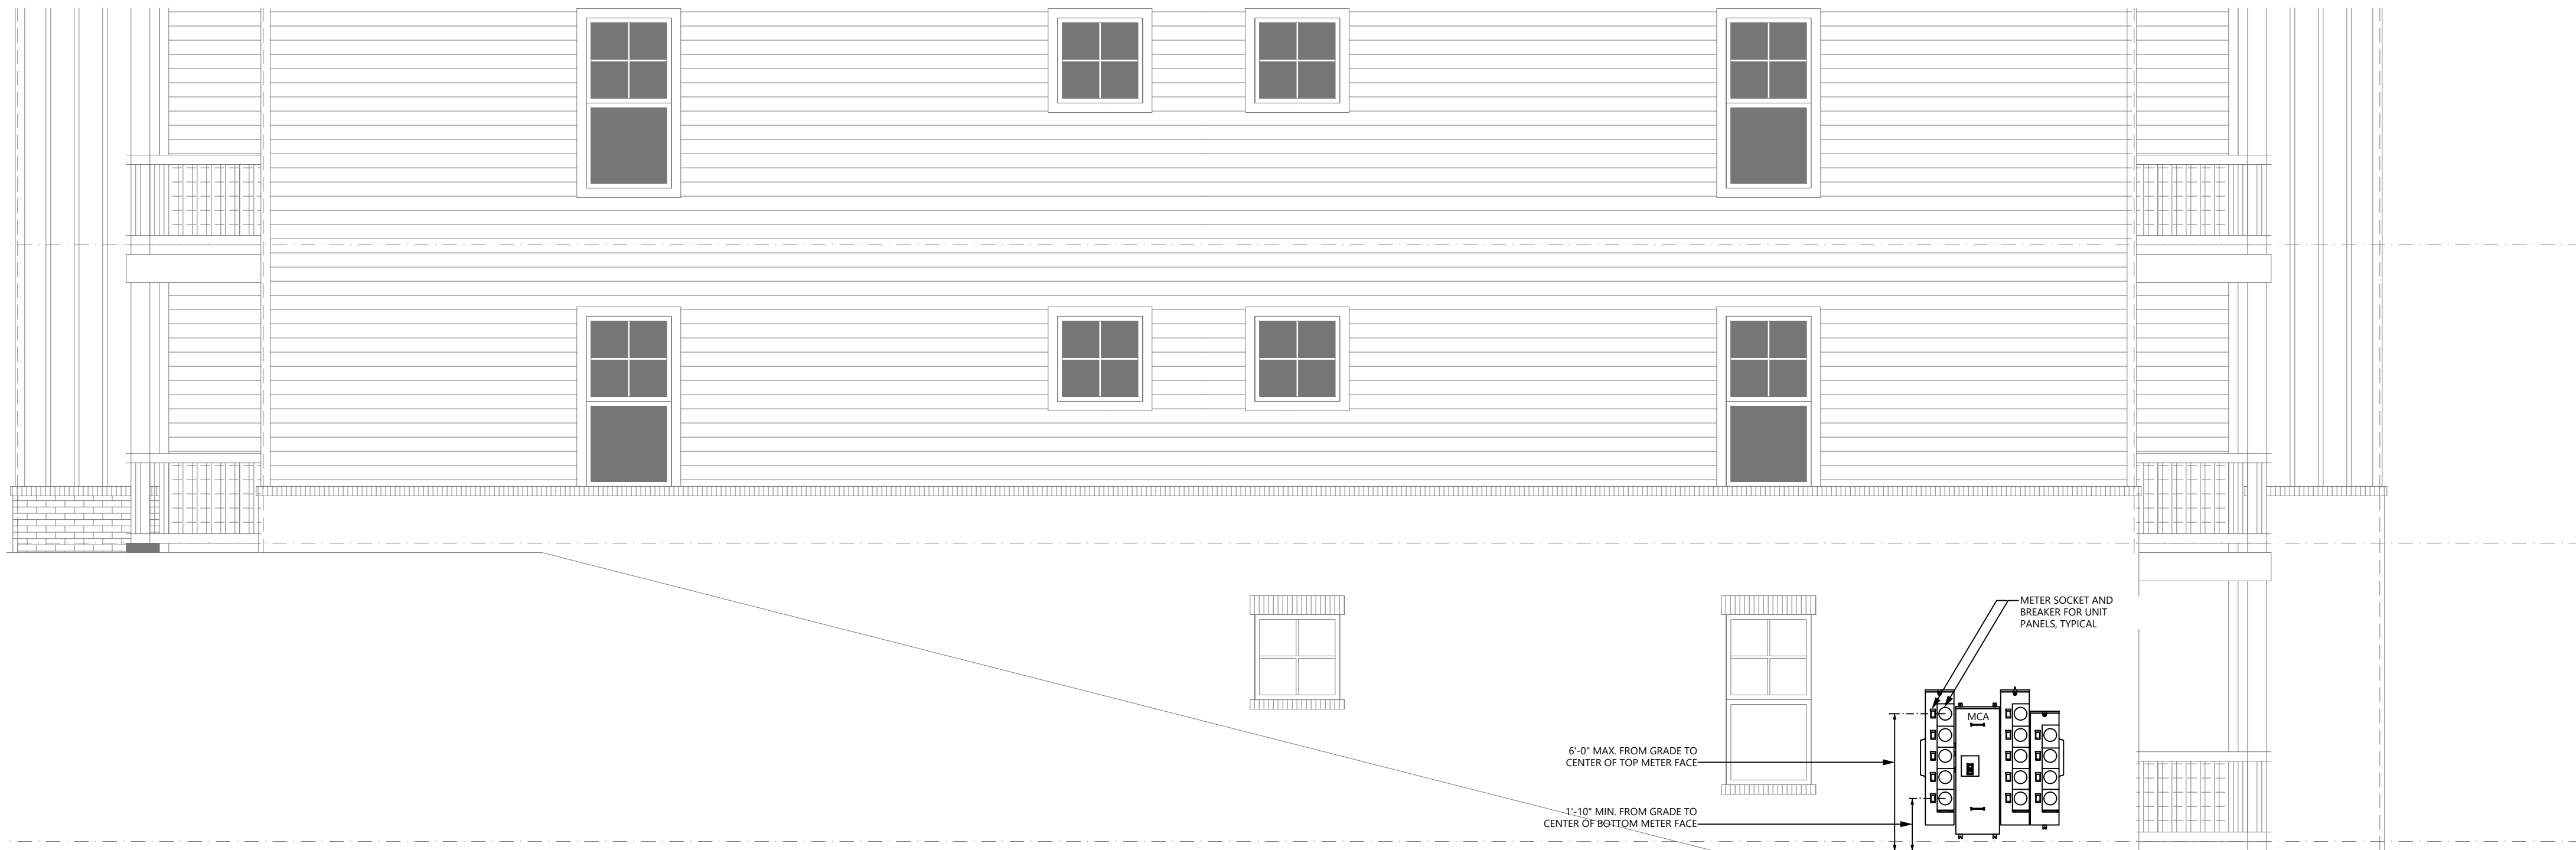 METER SOCKET AND
BREAKER FOR UNIT
PANELS, TYPICAL
MCA
6'-0" MAX. FROM GRADE TO
CENTER OF TOP METER FACE
1'-10" MIN. FROM GRADE TO
CENTER OF BOTTOM METER FACE